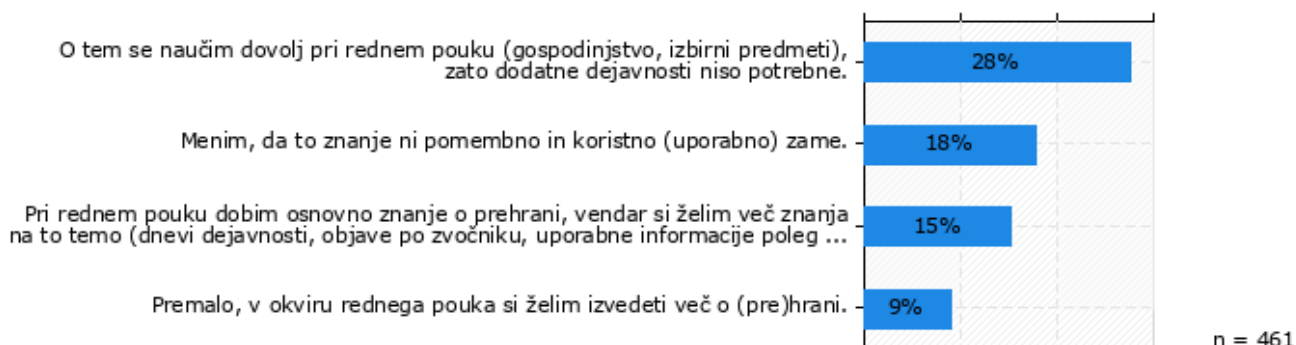 O tem se naučim dovolj pri rednem pouku (gospodinjstvo, izbirni predmeti),
zato dodatne dejavnosti niso potrebne.
28%
Menim, da to znanje ni pomembno in koristno (uporabno) zame.
18%
Pri rednem pouku dobim osnovno znanje o prehrani, vendar si želim več znanja
na to temo (dnevi dejavnosti, objave po zvočniku, uporabne informacije poleg ...
15%
Premalo, v okviru rednega pouka si želim izvedeti več o (pre)hrani.
9%
n = 461